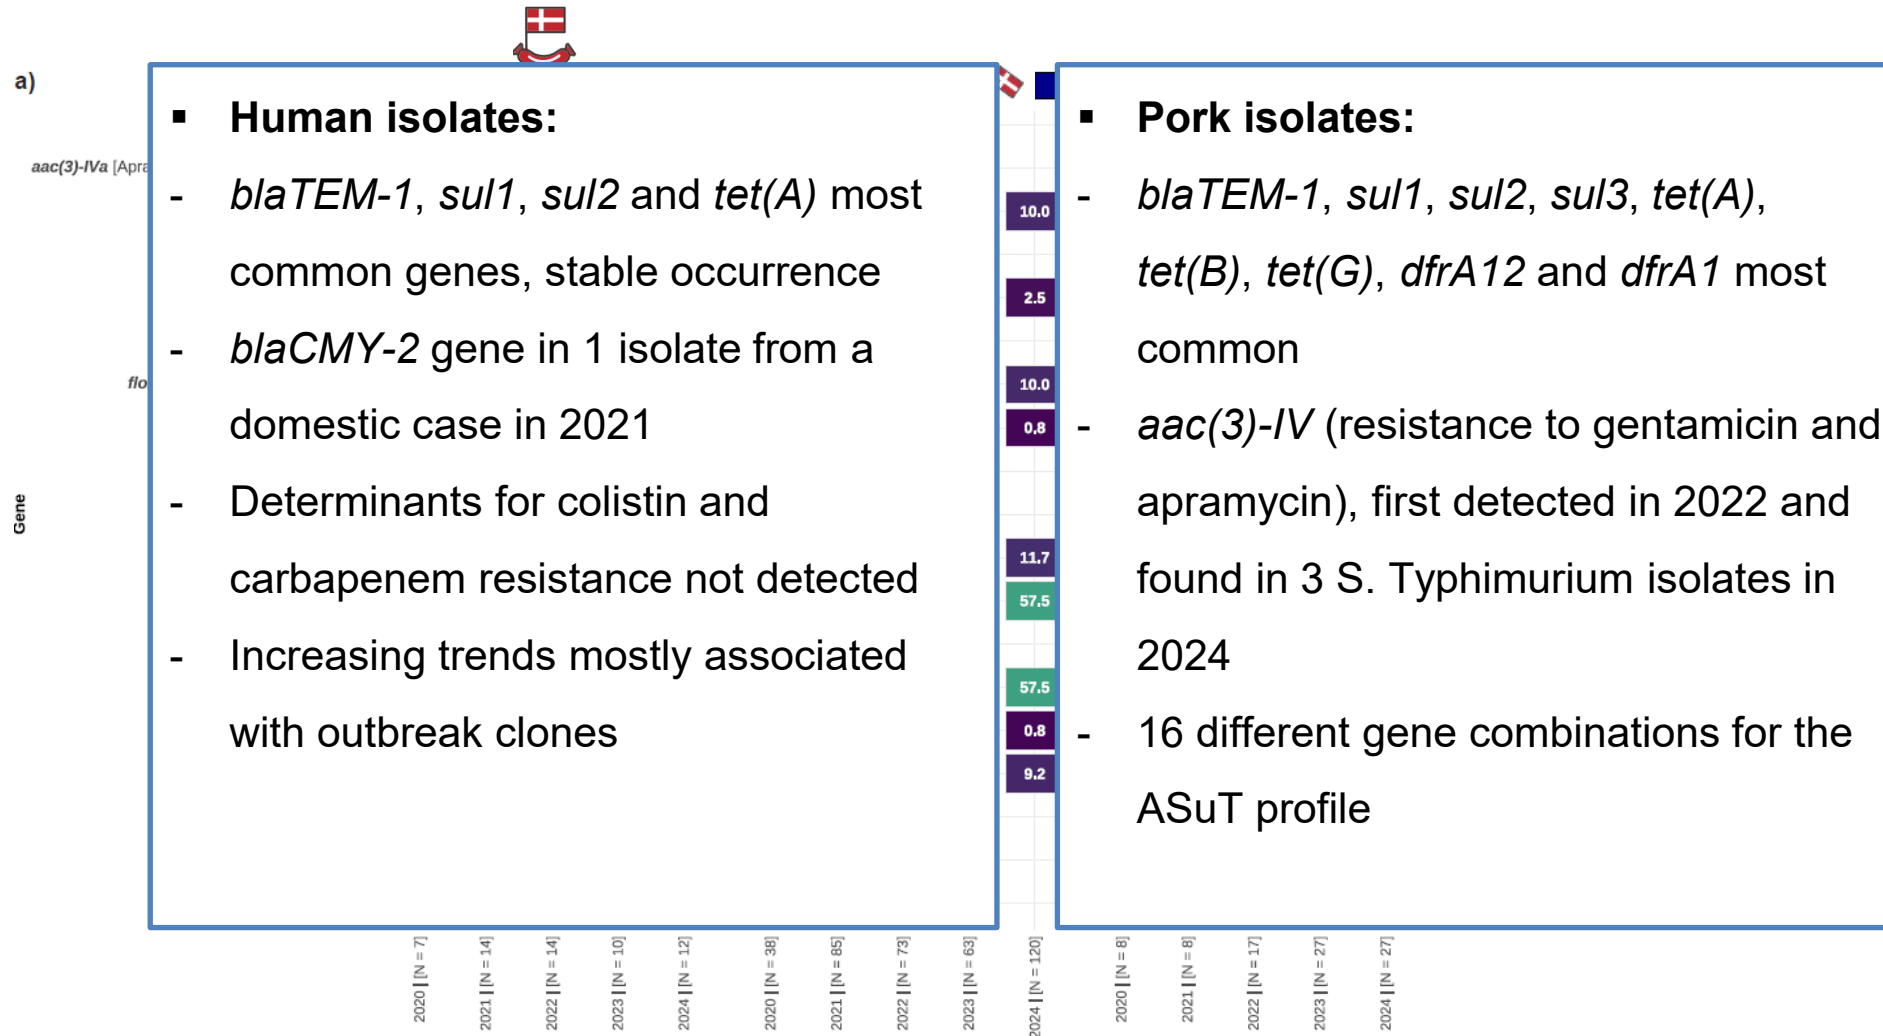 a)
aac(3)-IVa [Apra
flo
Gene
▪ Human isolates:
- blaTEM-1, sul1, sul2 and tet(A) most
common genes, stable occurrence
- blaCMY-2 gene in 1 isolate from a
domestic case in 2021
- Determinants for colistin and
carbapenem resistance not detected
- Increasing trends mostly associated
with outbreak clones
10.0
2.5
10.0
0.8
11.7
57.5
57.5
0.8
9.2
▪ Pork isolates:
- blaTEM-1, sul1, sul2, sul3, tet(A),
tet(B), tet(G), dfrA12 and dfrA1 most
common
- aac(3)-IV (resistance to gentamicin and
apramycin), first detected in 2022 and
found in 3 S. Typhimurium isolates in
2024
- 16 different gene combinations for the
ASuT profile
2020 | [N = 7]
2021 | [N = 14]
2022 | [N = 14]
2023 | [N = 10]
2024 | [N = 12]
2020 | [N = 38]
2021 | [N = 85]
2022 | [N = 73]
2023 | [N = 63]
2024 | [N = 120]
2020 | [N = 8]
2021 | [N = 8]
2022 | [N = 17]
2023 | [N = 27]
2024 | [N = 27]